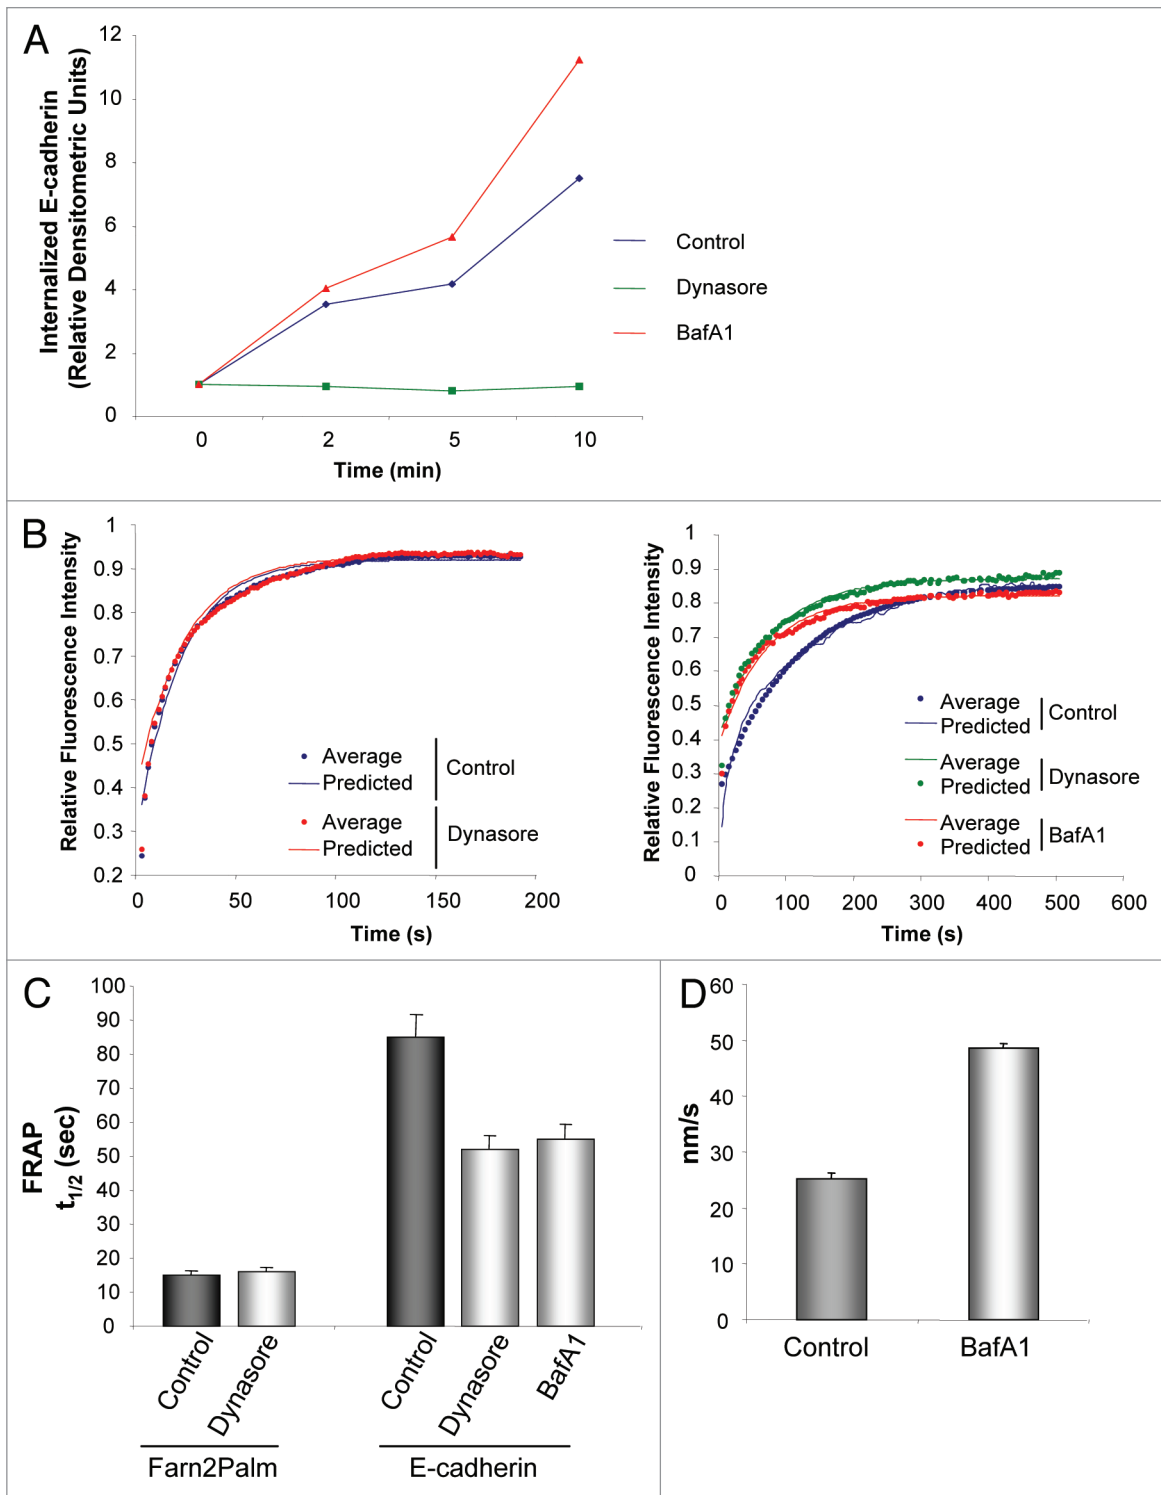 A
Internalized E-cadherin
(Relative Densitometric Units)
12
10
8
6
4
2
0
0 2 5 10
Time (min)
Control
Dynasore
BafA1
B
Relative Fluorescence Intensity
1
0.9
0.8
0.7
0.6
0.5
0.4
0.3
0.2
0 50 100 150 200
Time (s)
Average
Predicted
Control
Average
Predicted
Dynasore
Relative Fluorescence Intensity
1
0.9
0.8
0.7
0.6
0.5
0.4
0.3
0.2
0.1
0
0 100 200 300 400 500 600
Time (s)
Average
Predicted
Control
Average
Predicted
Dynasore
Average
Predicted
BafA1
C
FRAP
t1/2 (sec)
100
90
80
70
60
50
40
30
20
10
0
Control
Dynasore
Control
Dynasore
BafA1
Farn2Palm
E-cadherin
D
nm/s
60
50
40
30
20
10
0
Control
BafA1